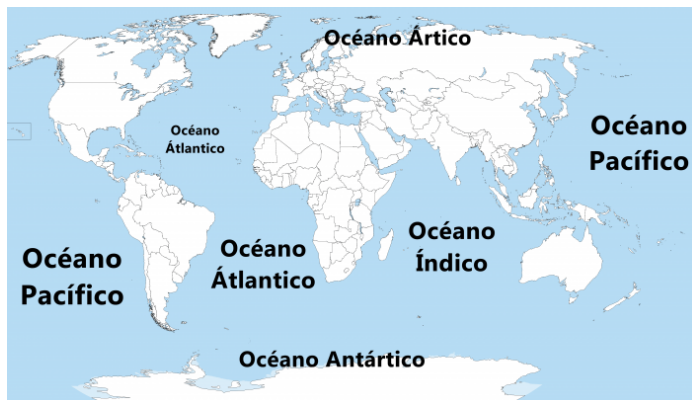 Océano Ártico
Océano
Átlantico
Océano
Pacífico
Océano
Pacífico
Océano
Átlantico
Océano
Índico
Océano Antártico